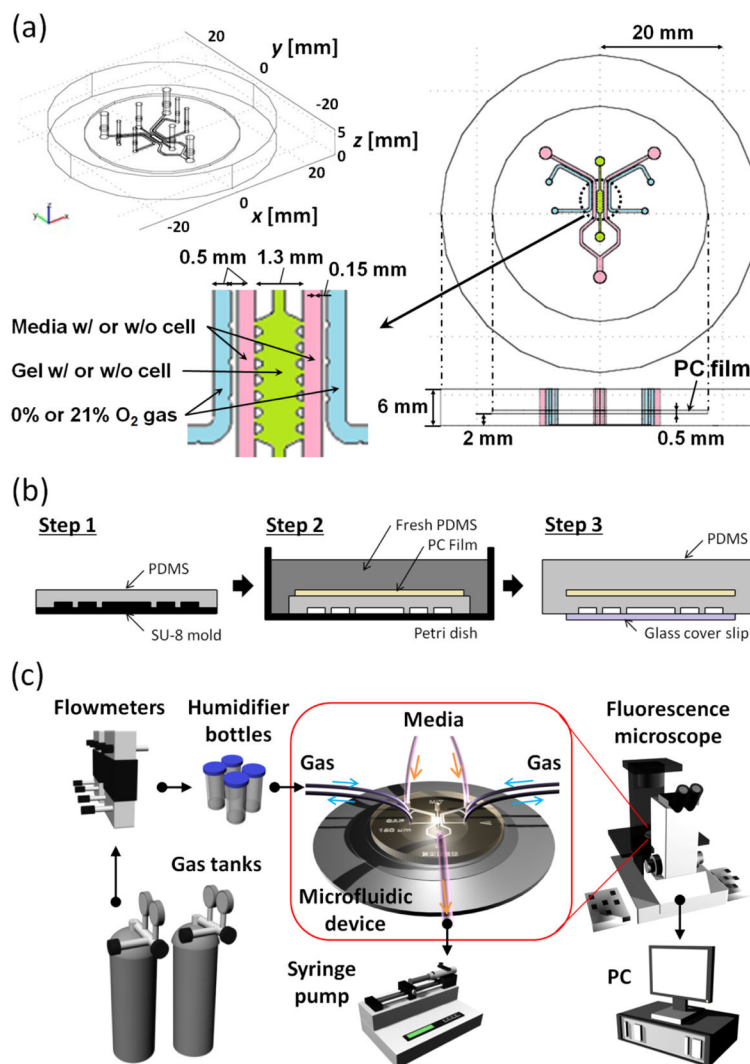 (a)
20
y [mm]
0
-20
5
z [mm]
0
20
0
x [mm]
-20
20 mm
0.5 mm
1.3 mm
0.15 mm
Media w/ or w/o cell
Gel w/ or w/o cell
0% or 21% O₂ gas
PC film
6 mm
2 mm
0.5 mm
(b)
Step 1
PDMS
SU-8 mold
Step 2
Fresh PDMS
PC Film
Petri dish
Step 3
PDMS
Glass cover slip
(c)
Flowmeters
Humidifier
bottles
Gas tanks
Media
Gas
Gas
Microfluidic
device
Syringe
pump
Fluorescence
microscope
PC